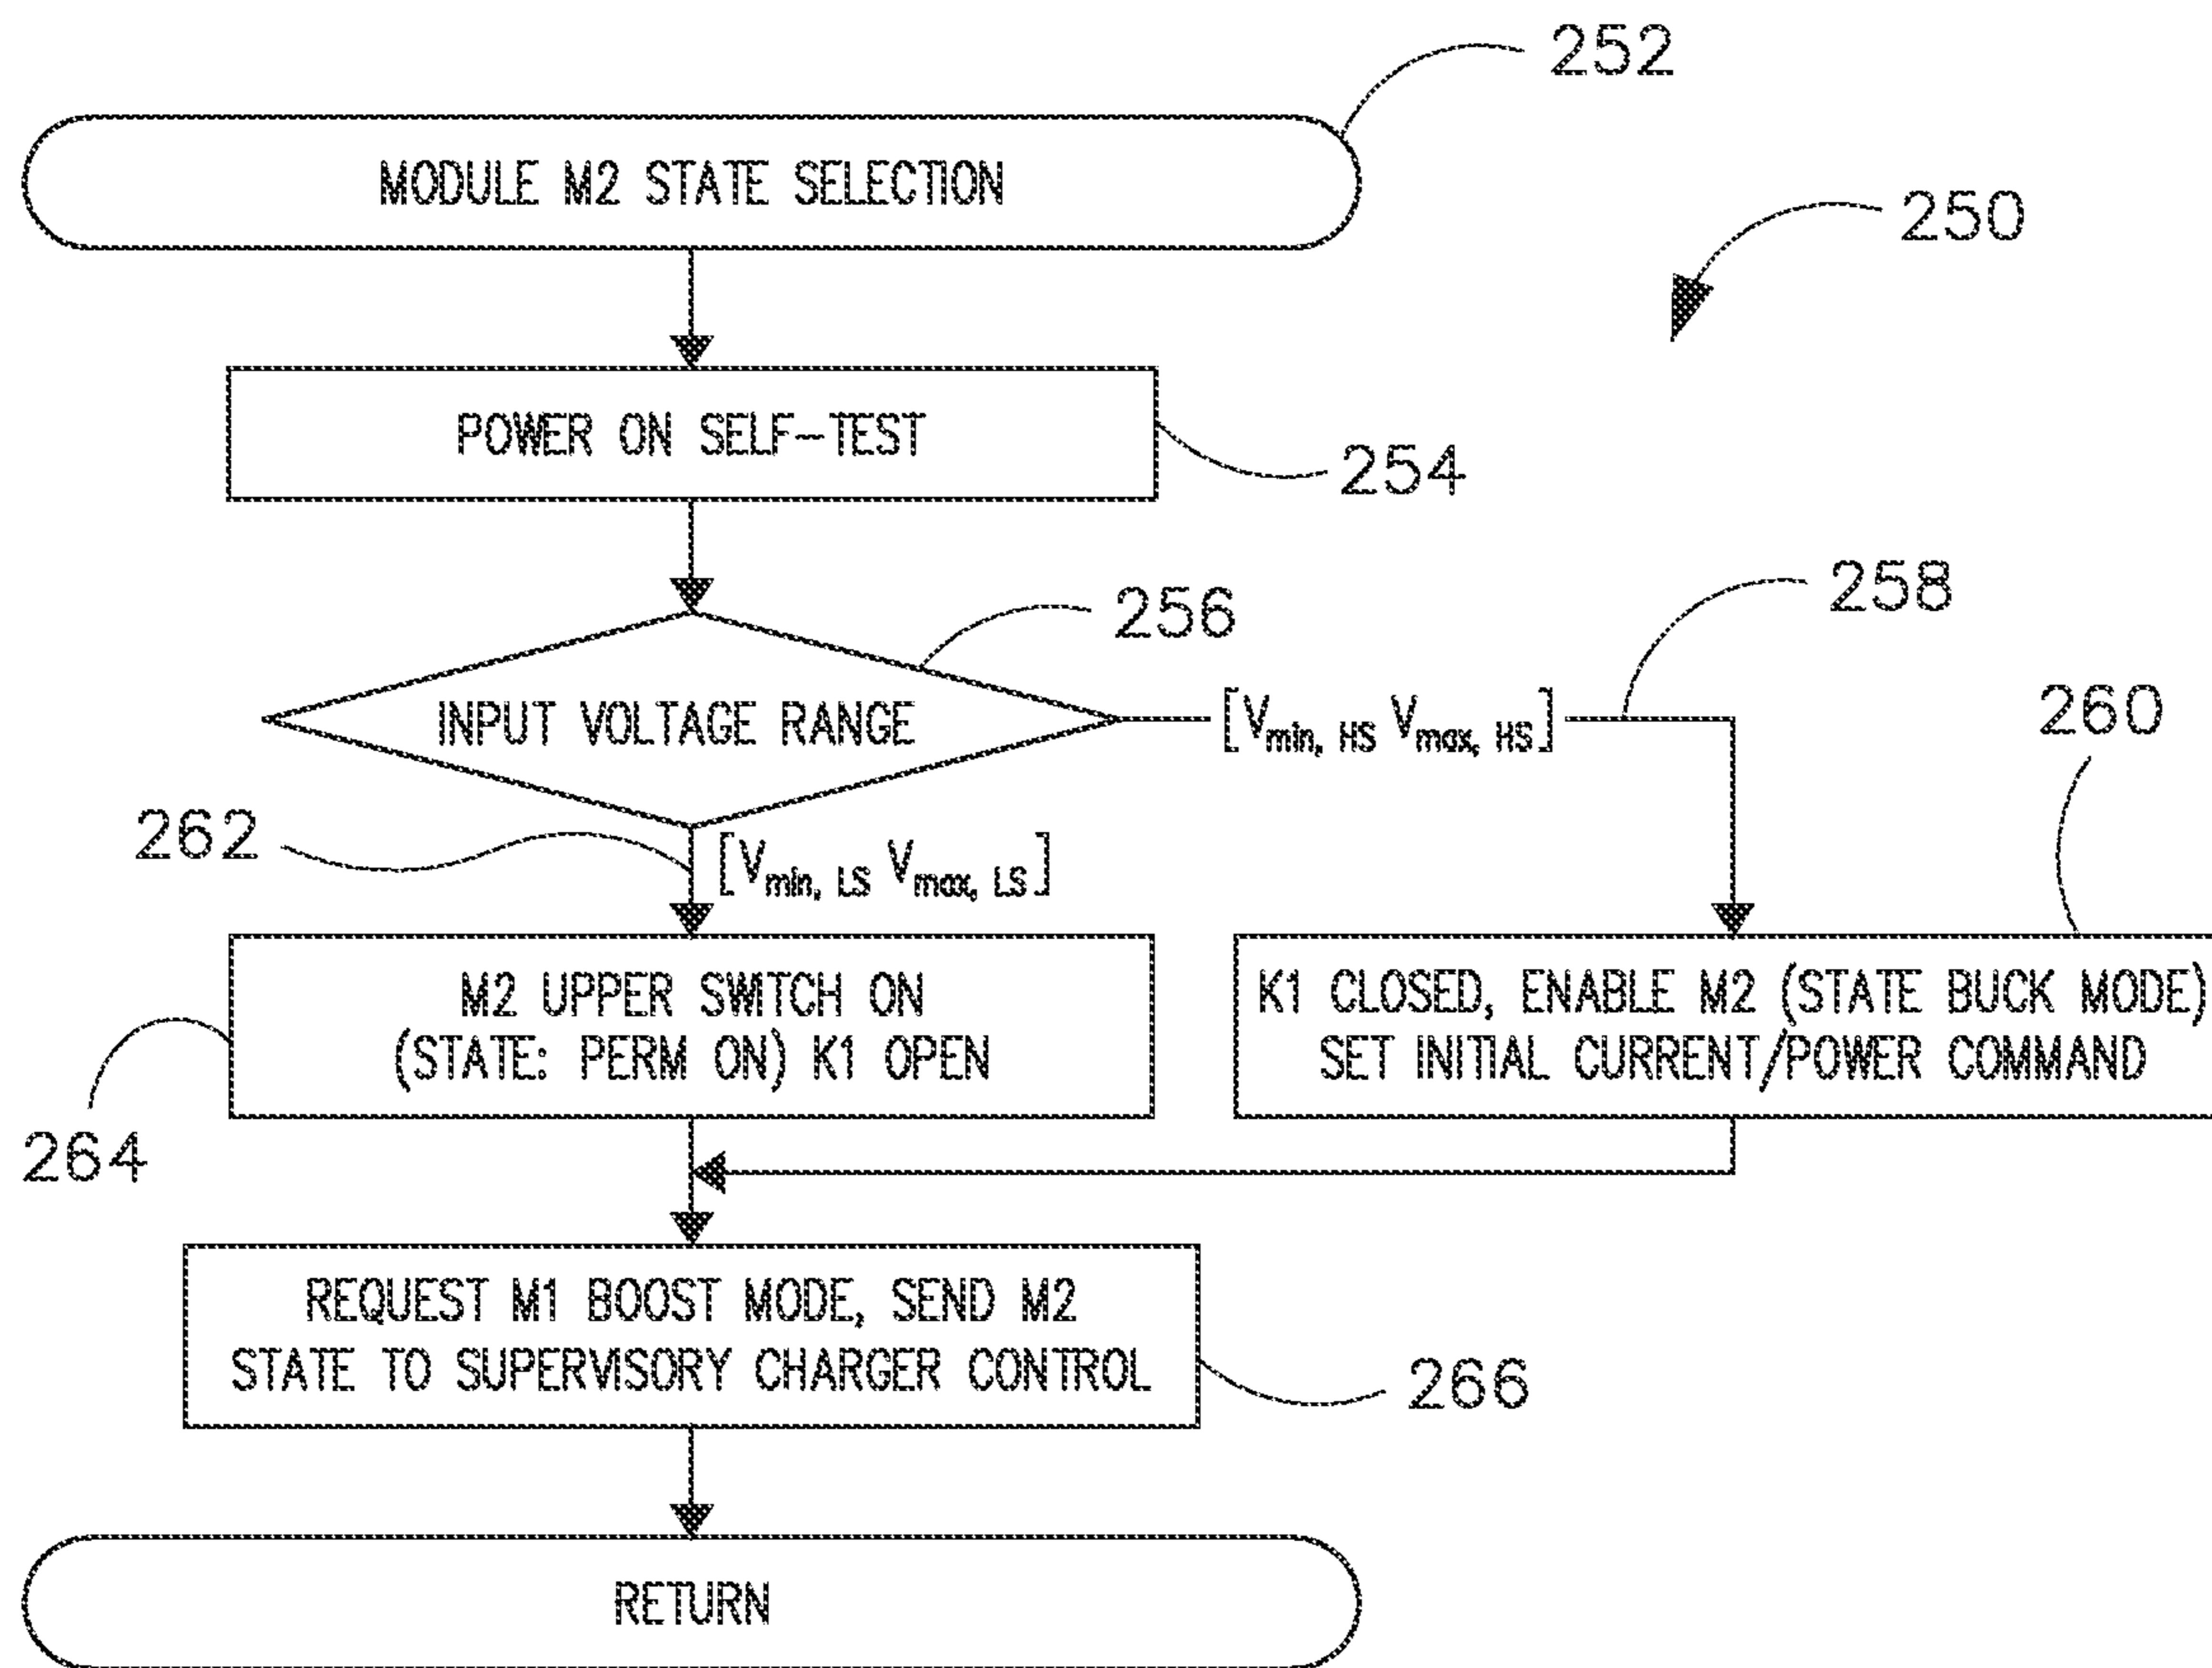 252
MODULE M2 STATE SELECTION
250
POWER ON SELF-TEST
254
256
258
INPUT VOLTAGE RANGE
[Vmin, HS Vmax, HS]
260
262
[Vmin, LS Vmax, LS]
M2 UPPER SWITCH ON
(STATE: PERM ON) K1 OPEN
K1 CLOSED, ENABLE M2 (STATE BUCK MODE)
SET INITIAL CURRENT/POWER COMMAND
264
REQUEST M1 BOOST MODE, SEND M2
STATE TO SUPERVISORY CHARGER CONTROL
266
RETURN